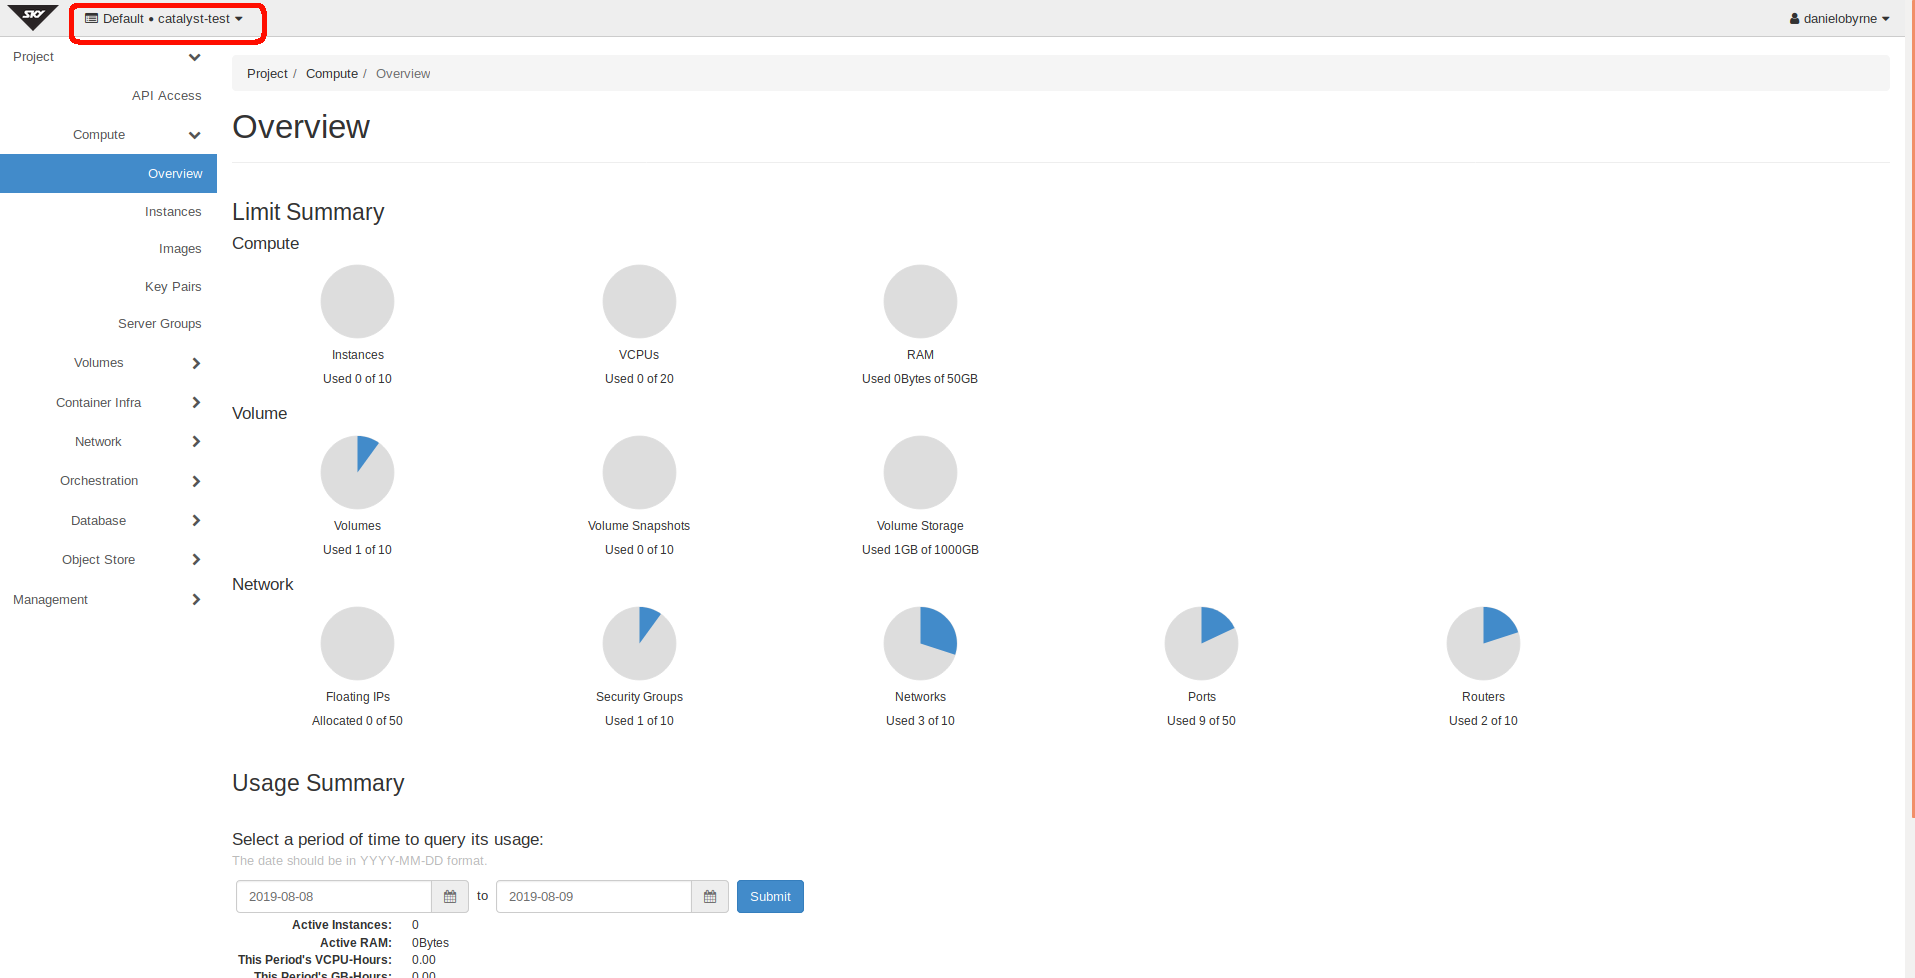 SKY
Default • catalyst-test
danielobyrne
Project
API Access
Compute
Overview
Instances
Images
Key Pairs
Server Groups
Volumes
Container Infra
Network
Orchestration
Database
Object Store
Management
Project / Compute / Overview
Overview
Limit Summary
Compute
Instances VCPUs RAM
Used 0 of 10 Used 0 of 20 Used 0Bytes of 50GB
Volume
Volumes Volume Snapshots Volume Storage
Used 1 of 10 Used 0 of 10 Used 1GB of 1000GB
Network
Floating IPs Security Groups Networks Ports Routers
Allocated 0 of 50 Used 1 of 10 Used 3 of 10 Used 9 of 50 Used 2 of 10
Usage Summary
Select a period of time to query its usage:
The date should be in YYYY-MM-DD format.
2019-08-08 to 2019-08-09 Submit
Active Instances: 0
Active RAM: 0Bytes
This Period's VCPU-Hours: 0.00
This Period's GB-Hours: 0.00